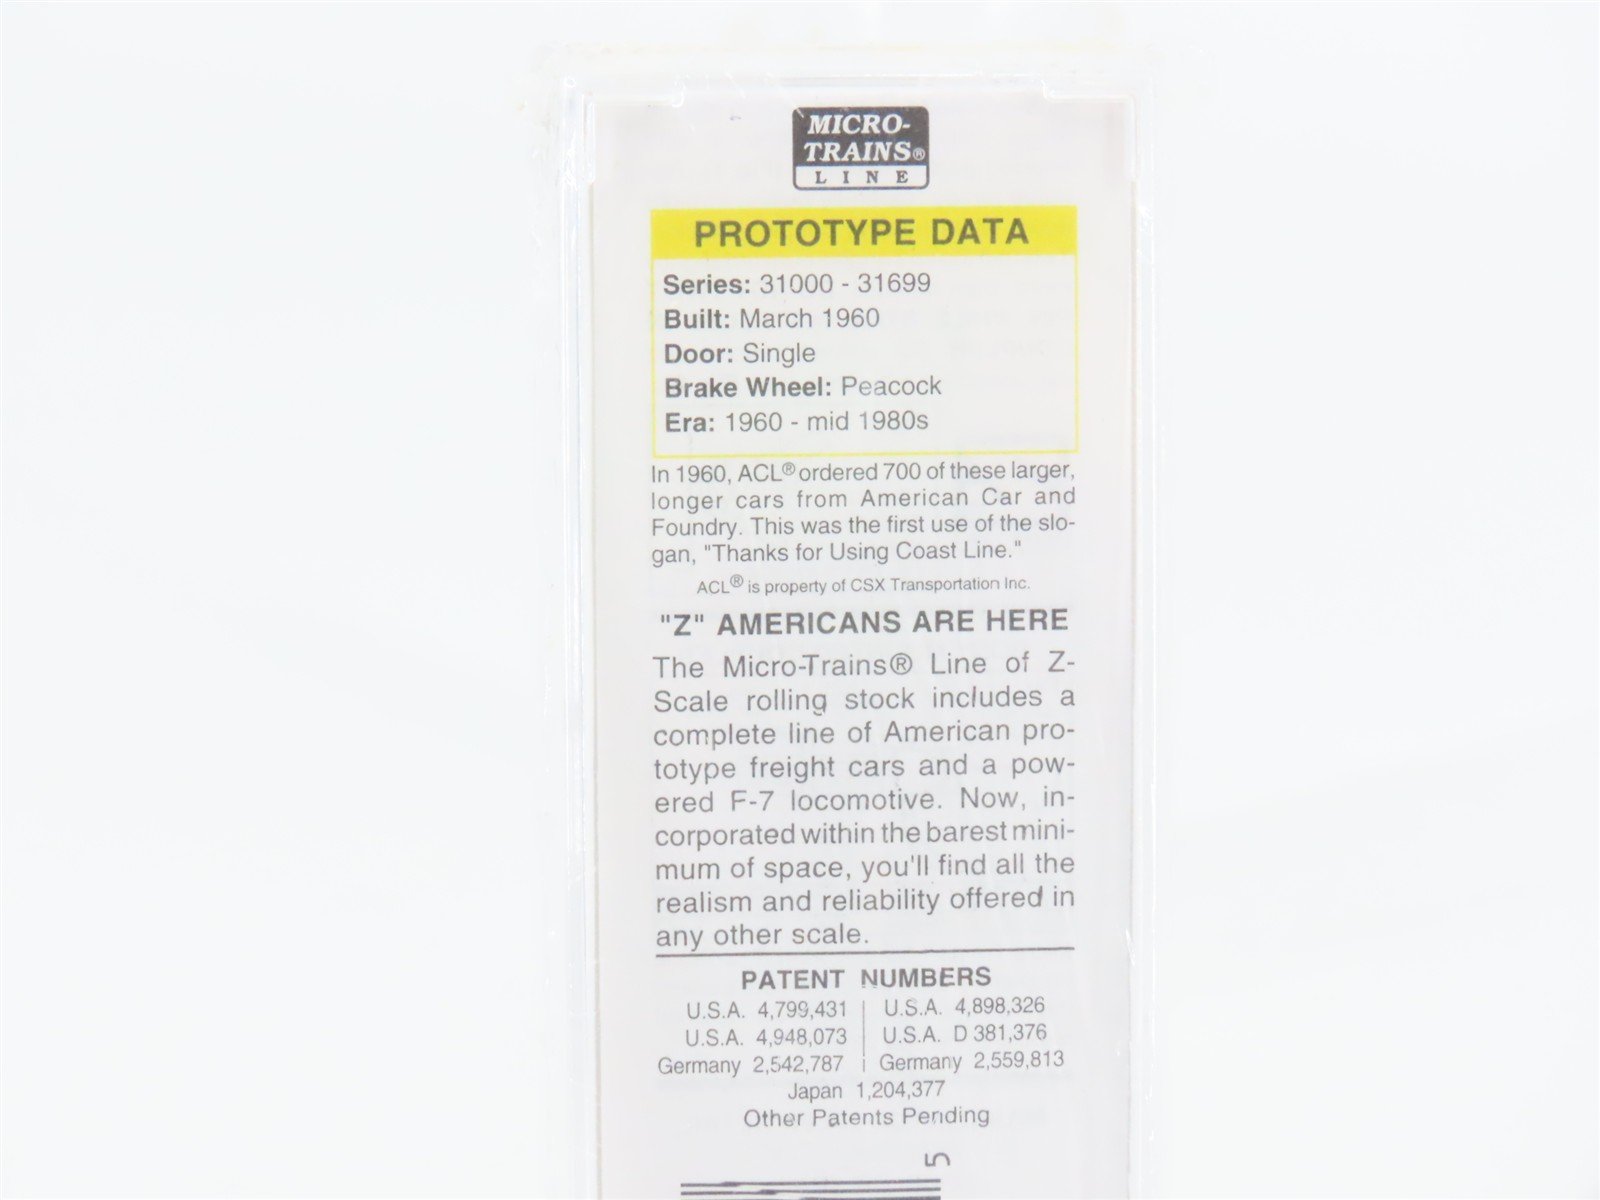 MICRO-
TRAINS®
LINE
PROTOTYPE DATA
Series: 31000 - 31699
Built: March 1960
Door: Single
Brake Wheel: Peacock
Era: 1960 - mid 1980s
In 1960, ACL® ordered 700 of these larger,
longer cars from American Car and
Foundry. This was the first use of the slo-
gan, "Thanks for Using Coast Line."
ACL® is property of CSX Transportation Inc.
"Z" AMERICANS ARE HERE
The Micro-Trains® Line of Z-
Scale rolling stock includes a
complete line of American pro-
totype freight cars and a pow-
ered F-7 locomotive. Now, in-
corporated within the barest mini-
mum of space, you'll find all the
realism and reliability offered in
any other scale.
PATENT NUMBERS
U.S.A. 4,799,431 | U.S.A. 4,898,326
U.S.A. 4,948,073 | U.S.A. D 381,376
Germany 2,542,787 | Germany 2,559,813
Japan 1,204,377
Other Patents Pending
5